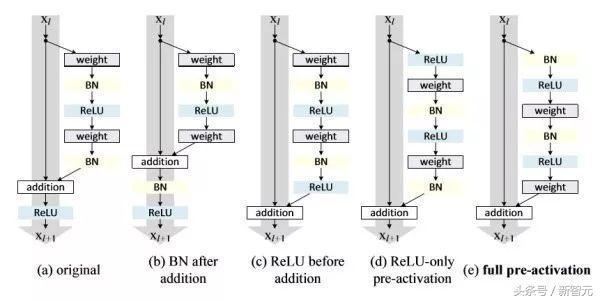 x_l
weight
BN
ReLU
weight
BN
addition
ReLU
x_{l+1}
(a) original
x_l
weight
BN
ReLU
weight
addition
BN
ReLU
x_{l+1}
(b) BN after
addition
x_l
weight
BN
ReLU
weight
BN
ReLU
addition
x_{l+1}
(c) ReLU before
addition
x_l
ReLU
weight
BN
ReLU
weight
BN
addition
x_{l+1}
(d) ReLU-only
pre-activation
x_l
BN
ReLU
weight
BN
ReLU
weight
addition
x_{l+1}
(e) full pre-activation
头条号 / 新智元